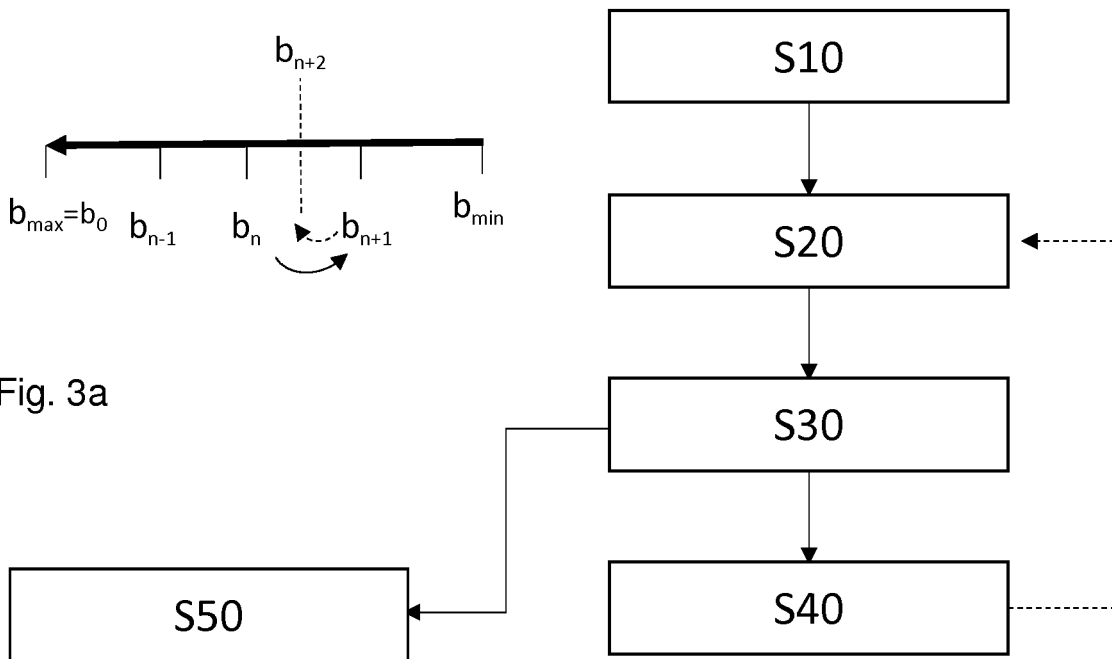 b_{n+2}
b_{max}=b_0 b_{n-1} b_n b_{n+1} b_{min}
Fig. 3a
S10
S20
S30
S40
S50